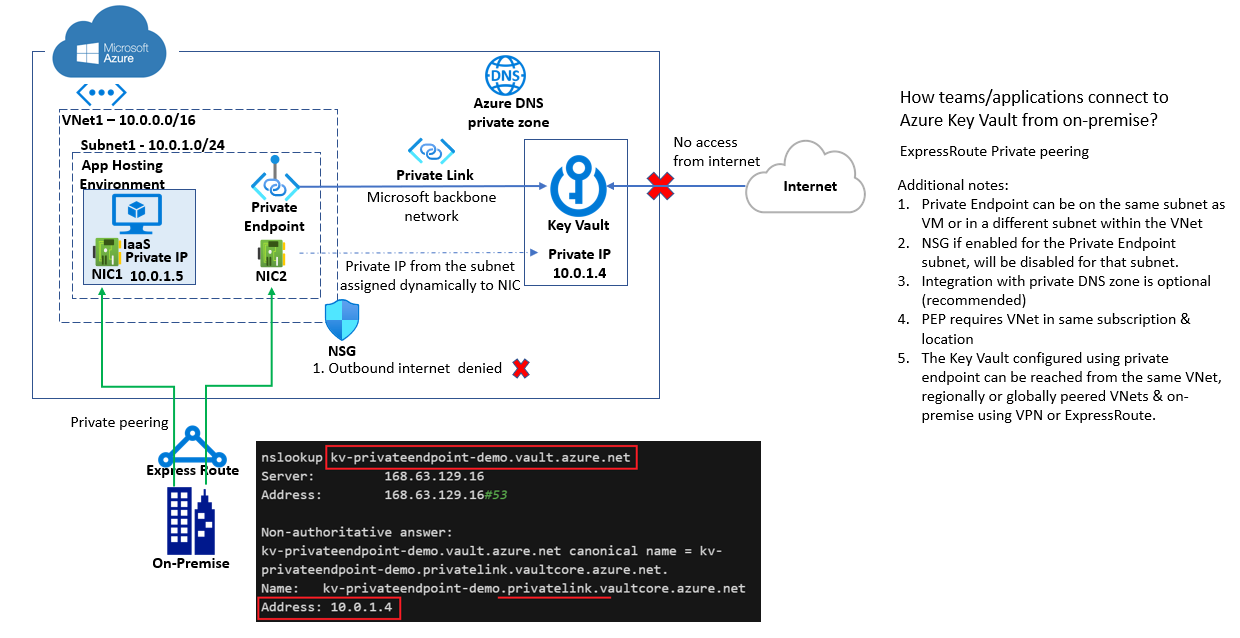 Microsoft
Azure
DNS
Azure DNS
private zone
VNet1 – 10.0.0.0/16
Subnet1 - 10.0.1.0/24
App Hosting
Environment
IaaS
Private IP
NIC1 10.0.1.5
Private
Endpoint
NIC2
Private Link
Microsoft backbone
network
Private IP from the subnet
assigned dynamically to NIC
Key Vault
Private IP
10.0.1.4
No access
from internet
Internet
NSG
1. Outbound internet denied
Private peering
Express Route
On-Premise
nslookup kv-privateendpoint-demo.vault.azure.net
Server: 168.63.129.16
Address: 168.63.129.16#53
Non-authoritative answer:
kv-privateendpoint-demo.vault.azure.net canonical name = kv-
privateendpoint-demo.privatelink.vaultcore.azure.net.
Name: kv-privateendpoint-demo.privatelink.vaultcore.azure.net
Address: 10.0.1.4
How teams/applications connect to
Azure Key Vault from on-premise?
ExpressRoute Private peering
Additional notes:
1. Private Endpoint can be on the same subnet as
VM or in a different subnet within the VNet
2. NSG if enabled for the Private Endpoint
subnet, will be disabled for that subnet.
3. Integration with private DNS zone is optional
(recommended)
4. PEP requires VNet in same subscription &
location
5. The Key Vault configured using private
endpoint can be reached from the same VNet,
regionally or globally peered VNets & on-
premise using VPN or ExpressRoute.